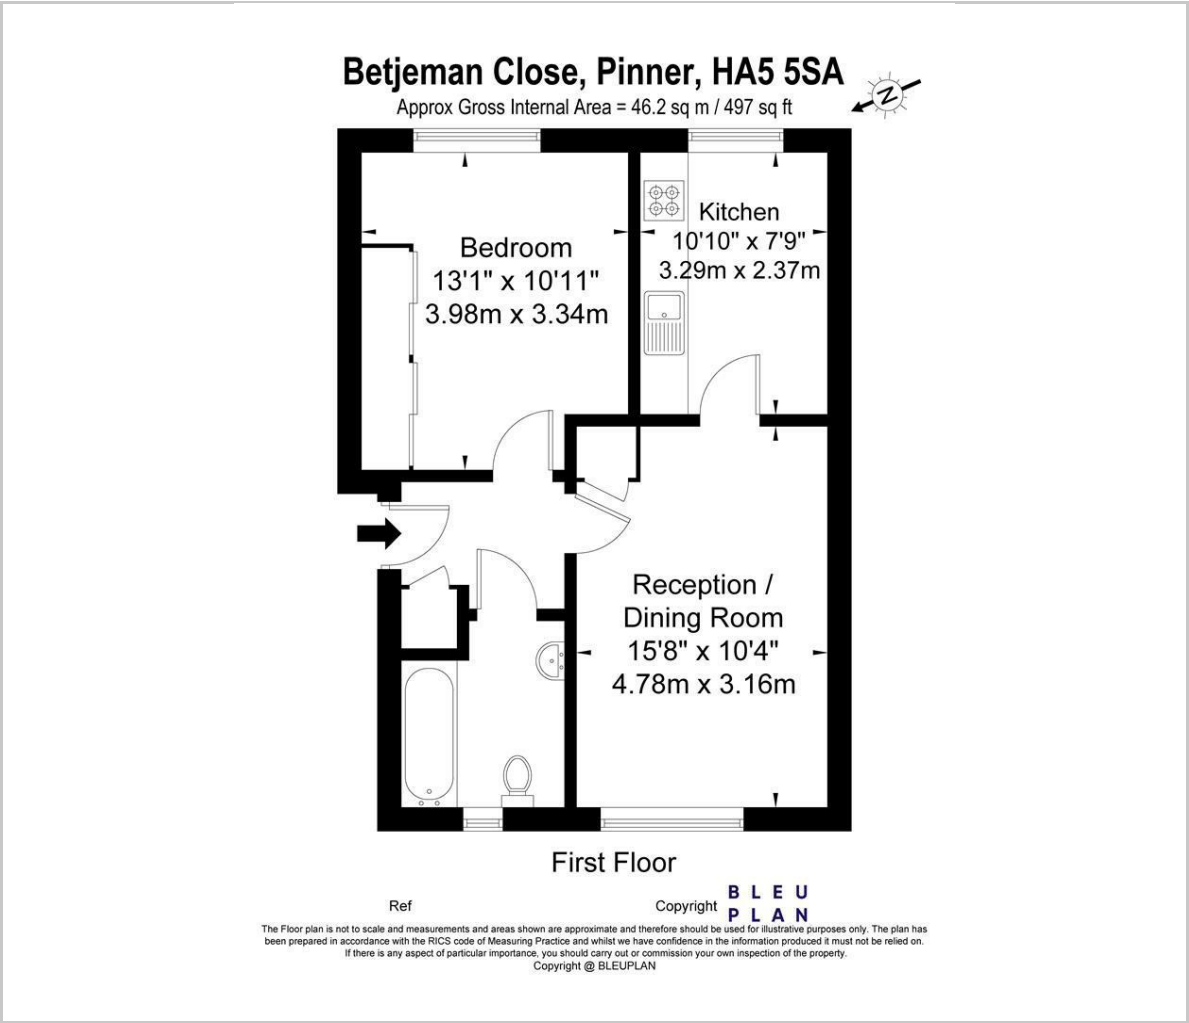 Betjeman Close, Pinner, HA5 5SA
Approx Gross Internal Area = 46.2 sq m / 497 sq ft
N
Kitchen
10'10" x 7'9"
3.29m x 2.37m
Bedroom
13'1" x 10'11"
3.98m x 3.34m
Reception /
Dining Room
15'8" x 10'4"
4.78m x 3.16m
First Floor
Ref
Copyright
BLEU
PLAN
The Floor plan is not to scale and measurements and areas shown are approximate and therefore should be used for illustrative purposes only. The plan has
been prepared in accordance with the RICS code of Measuring Practice and whilst we have confidence in the information produced it must not be relied on.
If there is any aspect of particular importance, you should carry out or commission your own inspection of the property.
Copyright @ BLEUPLAN